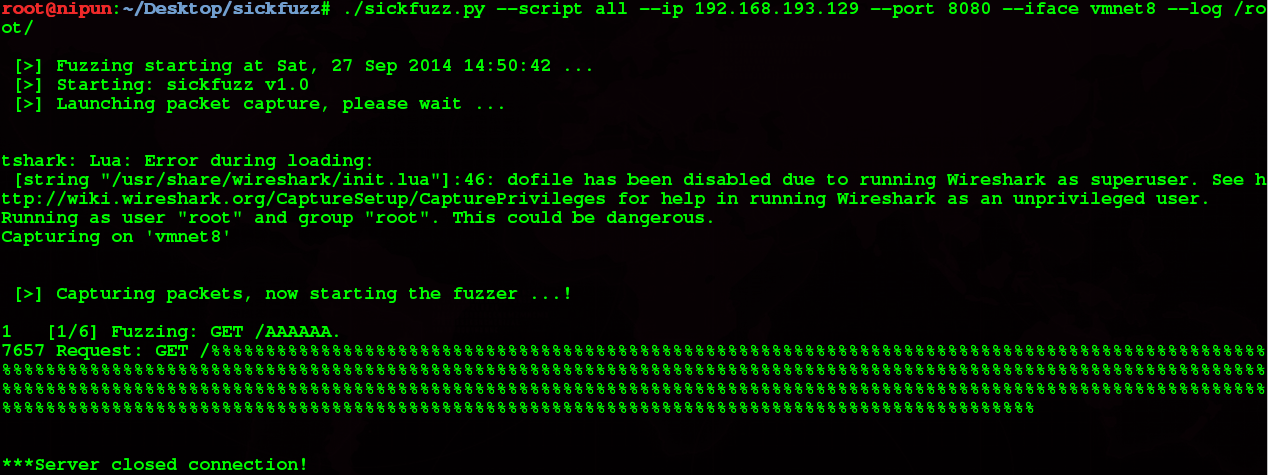 root@nipun:~/Desktop/sickfuzz# ./sickfuzz.py --script all --ip 192.168.193.129 --port 8080 --iface vmnet8 --log /ro
ot/
[>] Fuzzing starting at Sat, 27 Sep 2014 14:50:42 ...
[>] Starting: sickfuzz v1.0
[>] Launching packet capture, please wait ...
tshark: Lua: Error during loading:
[string "/usr/share/wireshark/init.lua"]:46: dofile has been disabled due to running Wireshark as superuser. See h
ttp://wiki.wireshark.org/CaptureSetup/CapturePrivileges for help in running Wireshark as an unprivileged user.
Running as user "root" and group "root". This could be dangerous.
Capturing on 'vmnet8'
[>] Capturing packets, now starting the fuzzer ...!
1   [1/6] Fuzzing: GET /AAAAAA.
7657 Request: GET /%%%%%%%%%%%%%%%%%%%%%%%%%%%%%%%%%%%%%%%%%%%%%%%%%%%%%%%%%%%%%%%%%%%%%%%%%%%%%%%%%%%%%%%%%%%%%%%%%%
%%%%%%%%%%%%%%%%%%%%%%%%%%%%%%%%%%%%%%%%%%%%%%%%%%%%%%%%%%%%%%%%%%%%%%%%%%%%%%%%%%%%%%%%%%%%%%%%%%%%%%%%%%%%%%%%%%%%%
%%%%%%%%%%%%%%%%%%%%%%%%%%%%%%%%%%%%%%%%%%%%%%%%%%%%%%%%%%%%%%%%%%%%%%%%%%%%%%%%%%%%%%%%%%%%%%%%%%%%%%%%%%%%%%%%%%%%%
%%%%%%%%%%%%%%%%%%%%%%%%%%%%%%%%%%%%%%%%%%%%%%%%%%%%%%%%%%%%%%%%%%%%%%%%%%%%%%%%%%%%%%%%%%%%%%
***Server closed connection!